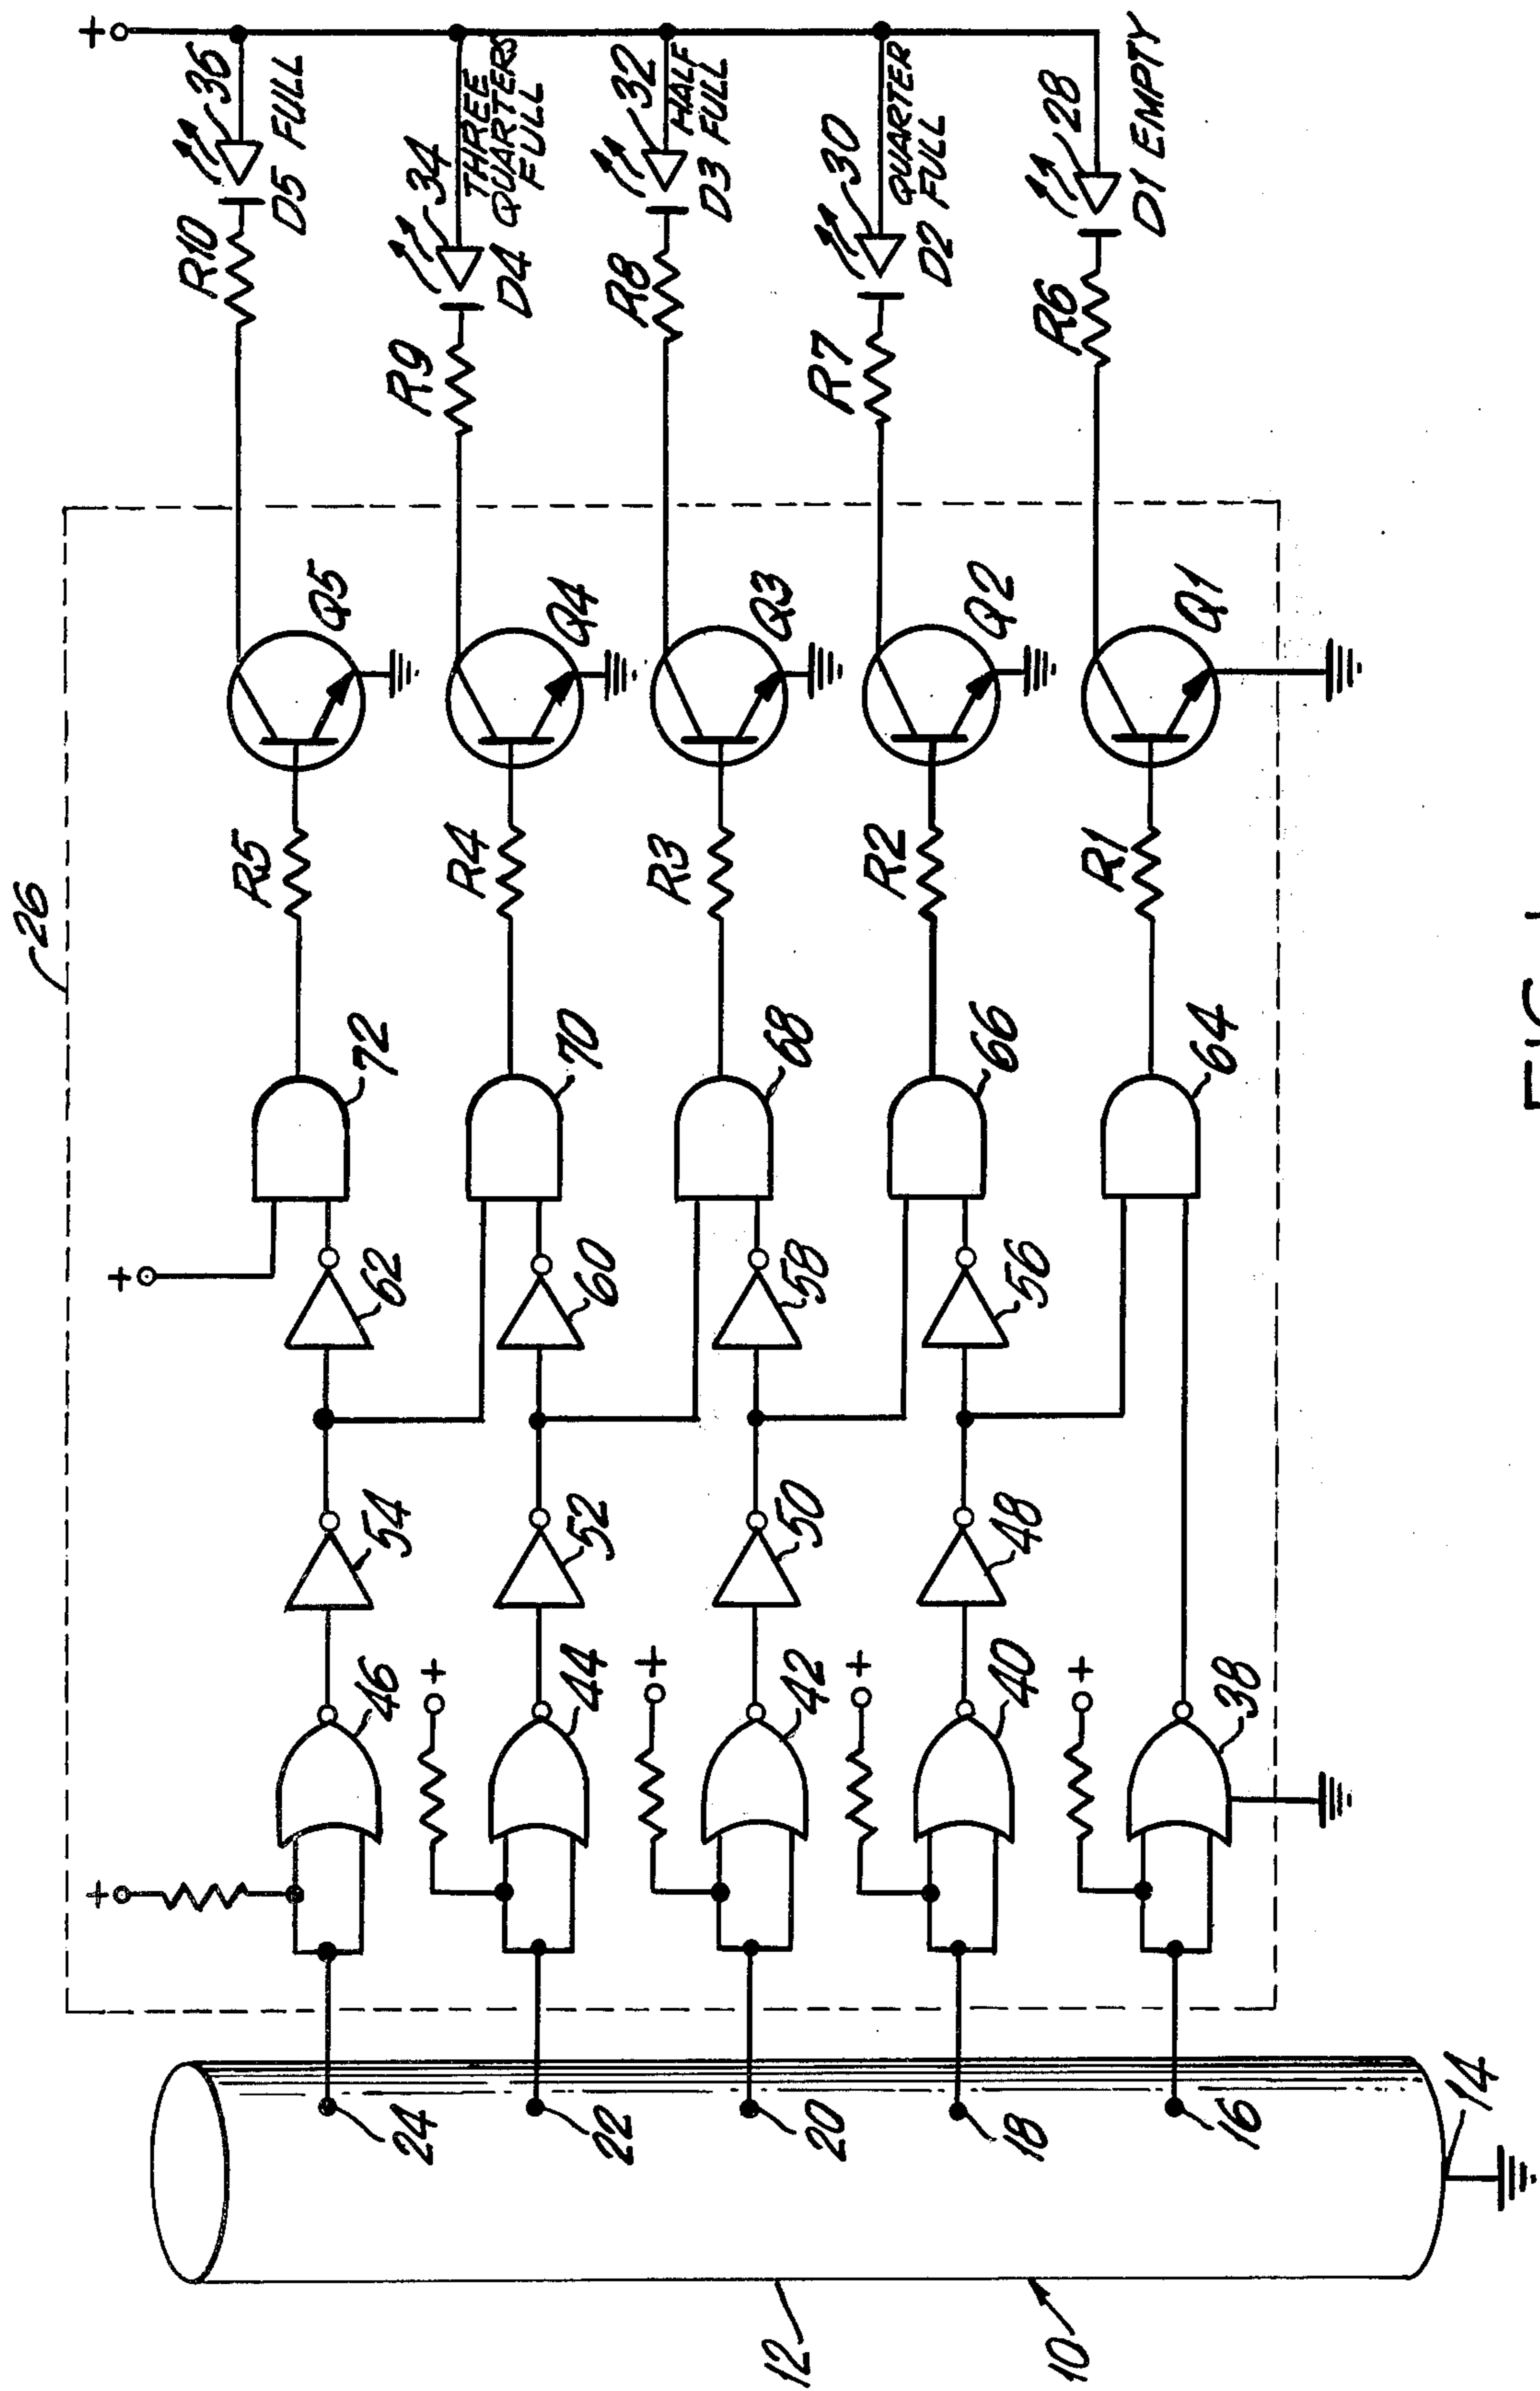 26
+
+
+
R10
36
D5 FULL
R5
Q5
72
62
54
46
+
R9
34
D4
THREE
QUARTERS
FULL
R4
Q4
70
60
52
44
+
R8
32
D3
HALF
FULL
R3
Q3
68
58
50
42
+
R7
30
D2
QUARTER
FULL
R2
Q2
66
56
48
40
+
R6
28
D1 EMPTY
R1
Q1
64
38
24
22
20
18
16
14
12
10